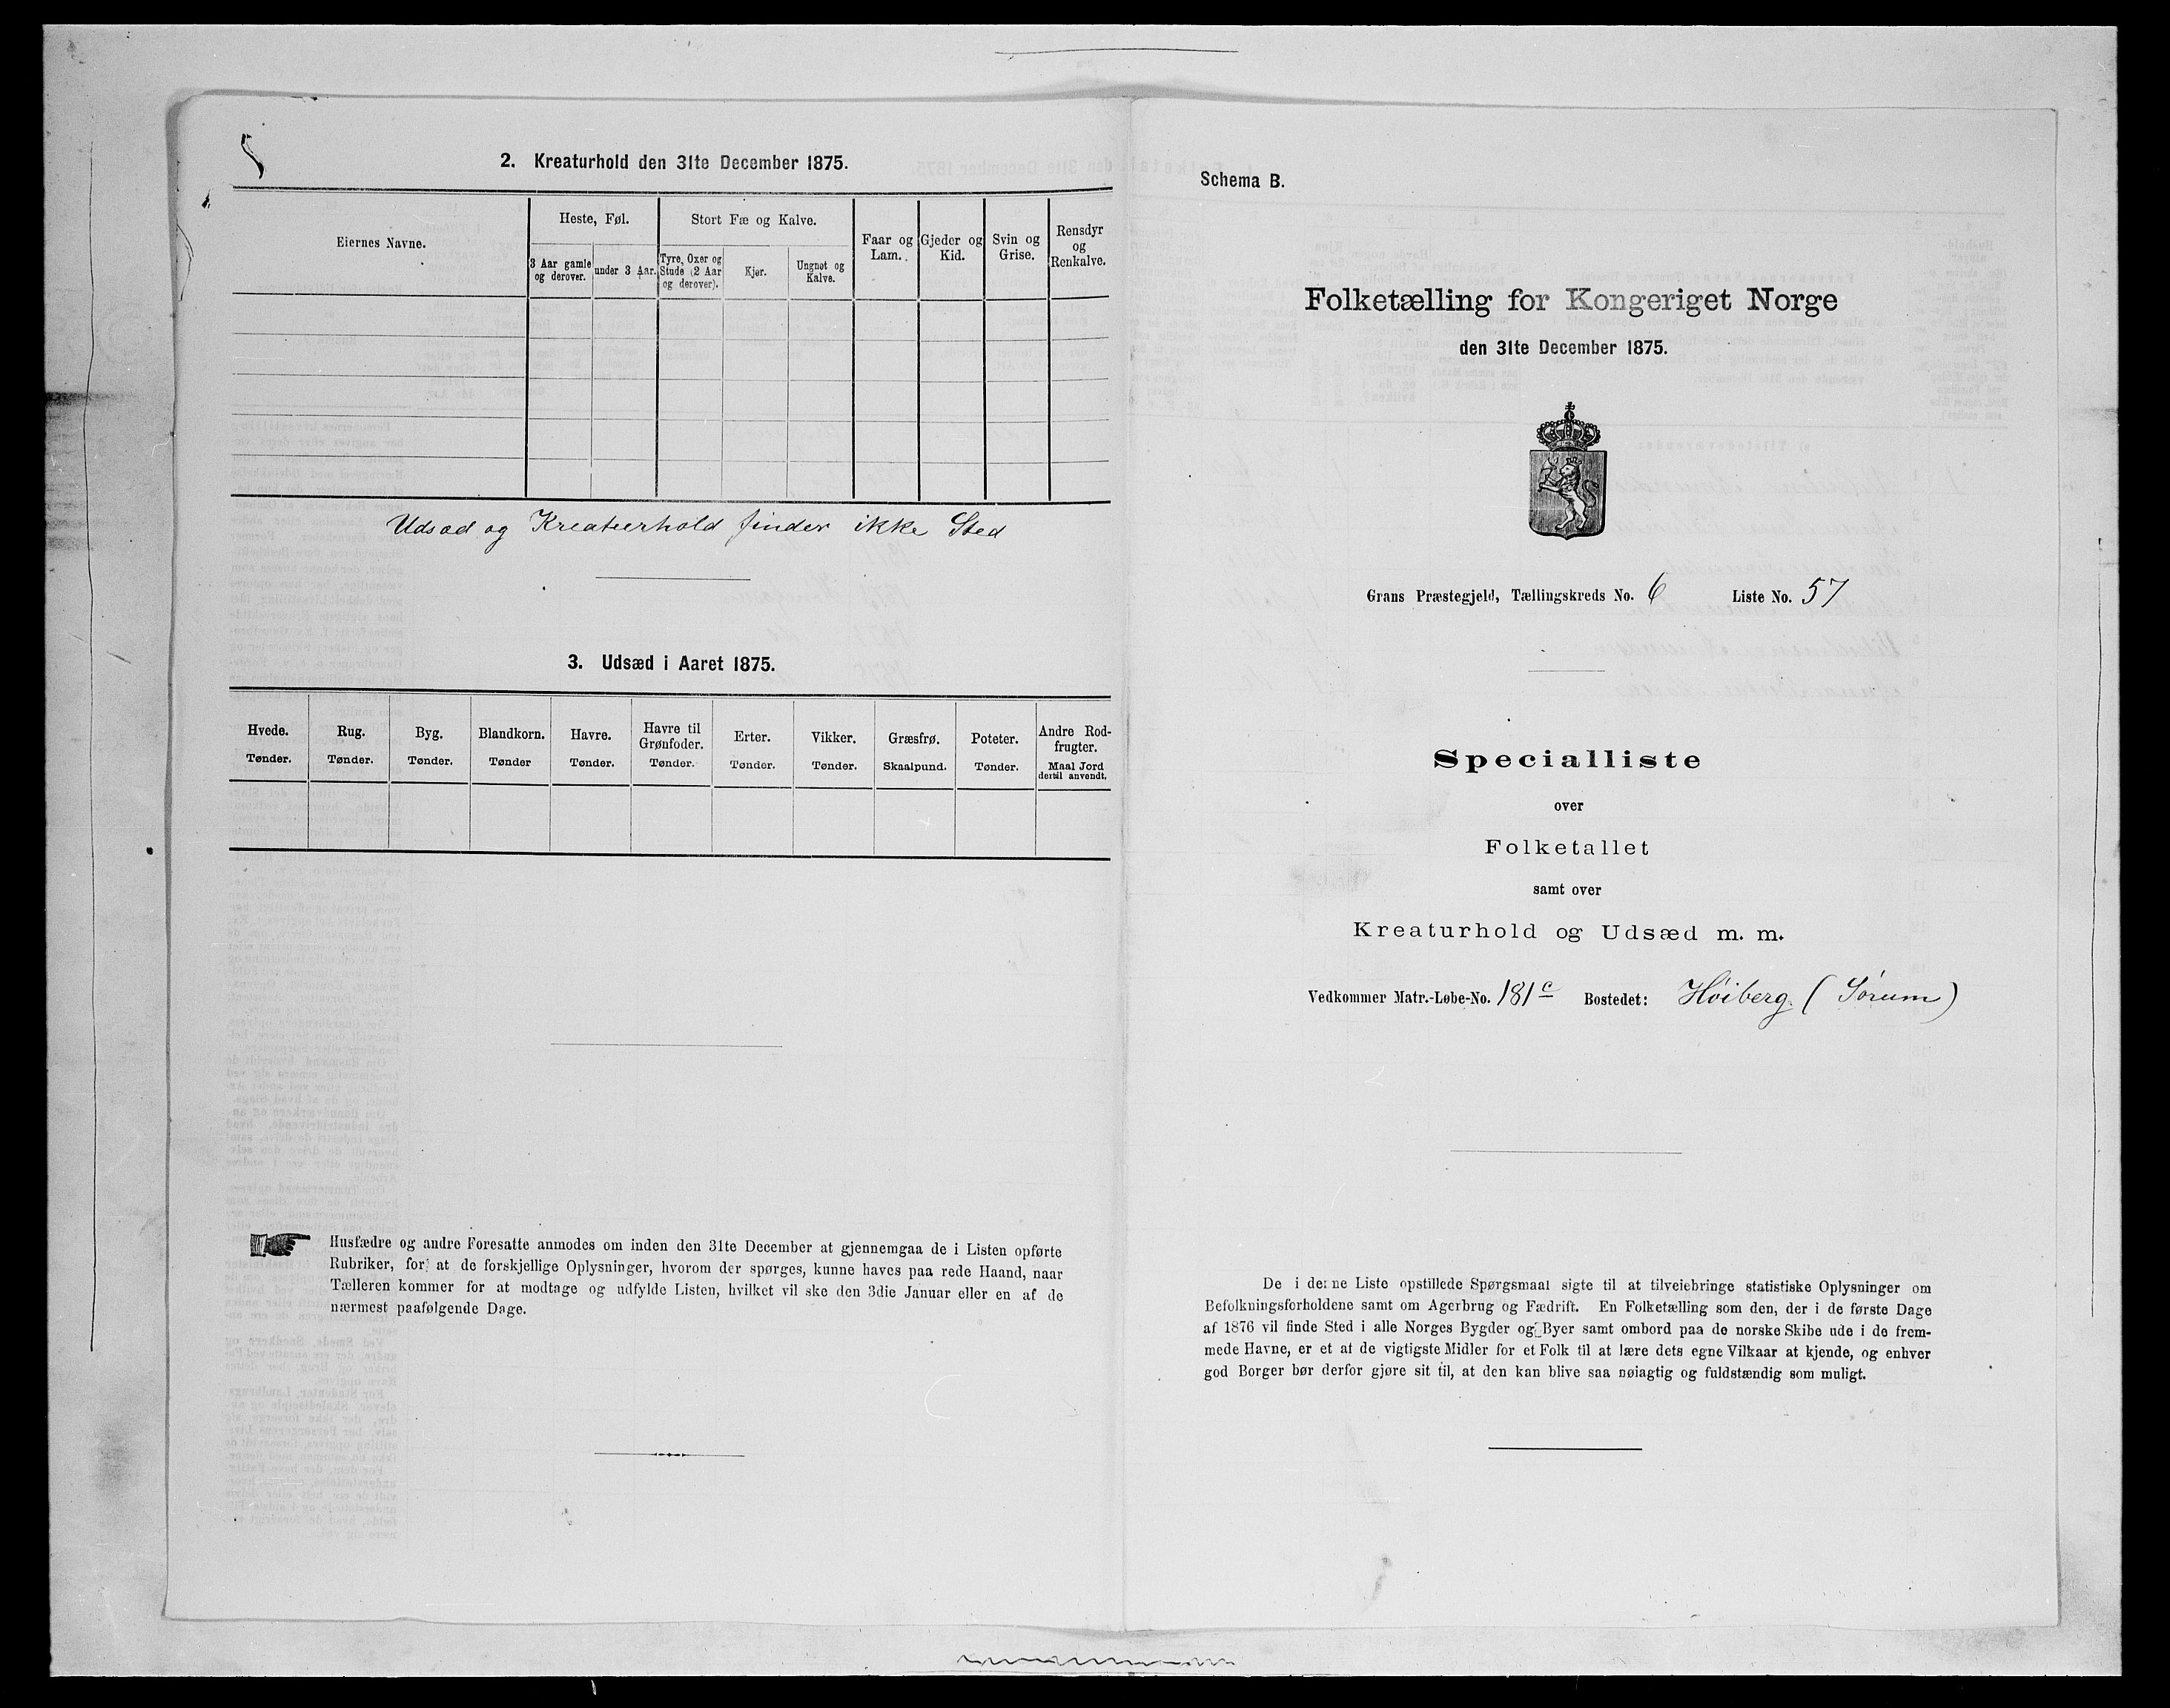 2. Kreaturhold den 31te December 1875.
Eiernes Navne.
Heste, Føl.
3 Aar gamle og derover.
under 3 Aar.
Stort Fæ og Kalve.
Tyre, Oxer og Stude (2 Aar og derover).
Kjør.
Ungnøt og Kalve.
Faar og Lam.
Gjeder og Kid.
Svin og Grise.
Rensdyr og Renkalve.
Udsæd og Kreaturhold finder ikke Sted
3. Udsæd i Aaret 1875.
Hvede. Tønder.
Rug. Tønder.
Byg. Tønder.
Blandkorn. Tønder
Havre. Tønder.
Havre til Grønfoder. Tønder.
Erter. Tønder.
Vikker. Tønder.
Græsfrø. Skaalpund.
Poteter. Tønder.
Andre Rodfrugter. Maal Jord dertil anvendt.
Husfædre og andre Foresatte anmodes om inden den 31te December at gjennemgaa de i Listen opførte
Rubriker, for at de forskjellige Oplysninger, hvorom der spørges, kunne haves paa rede Haand, naar
Tælleren kommer for at modtage og udfylde Listen, hvilket vil ske den 3die Januar eller en af de
nærmest paafølgende Dage.
Schema B.
Folketælling for Kongeriget Norge
den 31te December 1875.
Grans Præstegjeld, Tællingskreds No. 6 Liste No. 57
Specialliste
over
Folketallet
samt over
Kreaturhold og Udsæd m. m.
Vedkommer Matr.-Løbe-No. 181c Bostedet: Höiberg. (Sörum)
De i denne Liste opstillede Spørgsmaal sigte til at tilveiebringe statistiske Oplysninger om
Befolkningsforholdene samt om Agerbrug og Fædrift. En Folketælling som den, der i de første Dage
af 1876 vil finde Sted i alle Norges Bygder og Byer samt ombord paa de norske Skibe ude i de frem-
mede Havne, er et af de vigtigste Midler for et Folk til at lære dets egne Vilkaar at kjende, og enhver
god Borger bør derfor gjøre sit til, at den kan blive saa nøiagtig og fuldstændig som muligt.